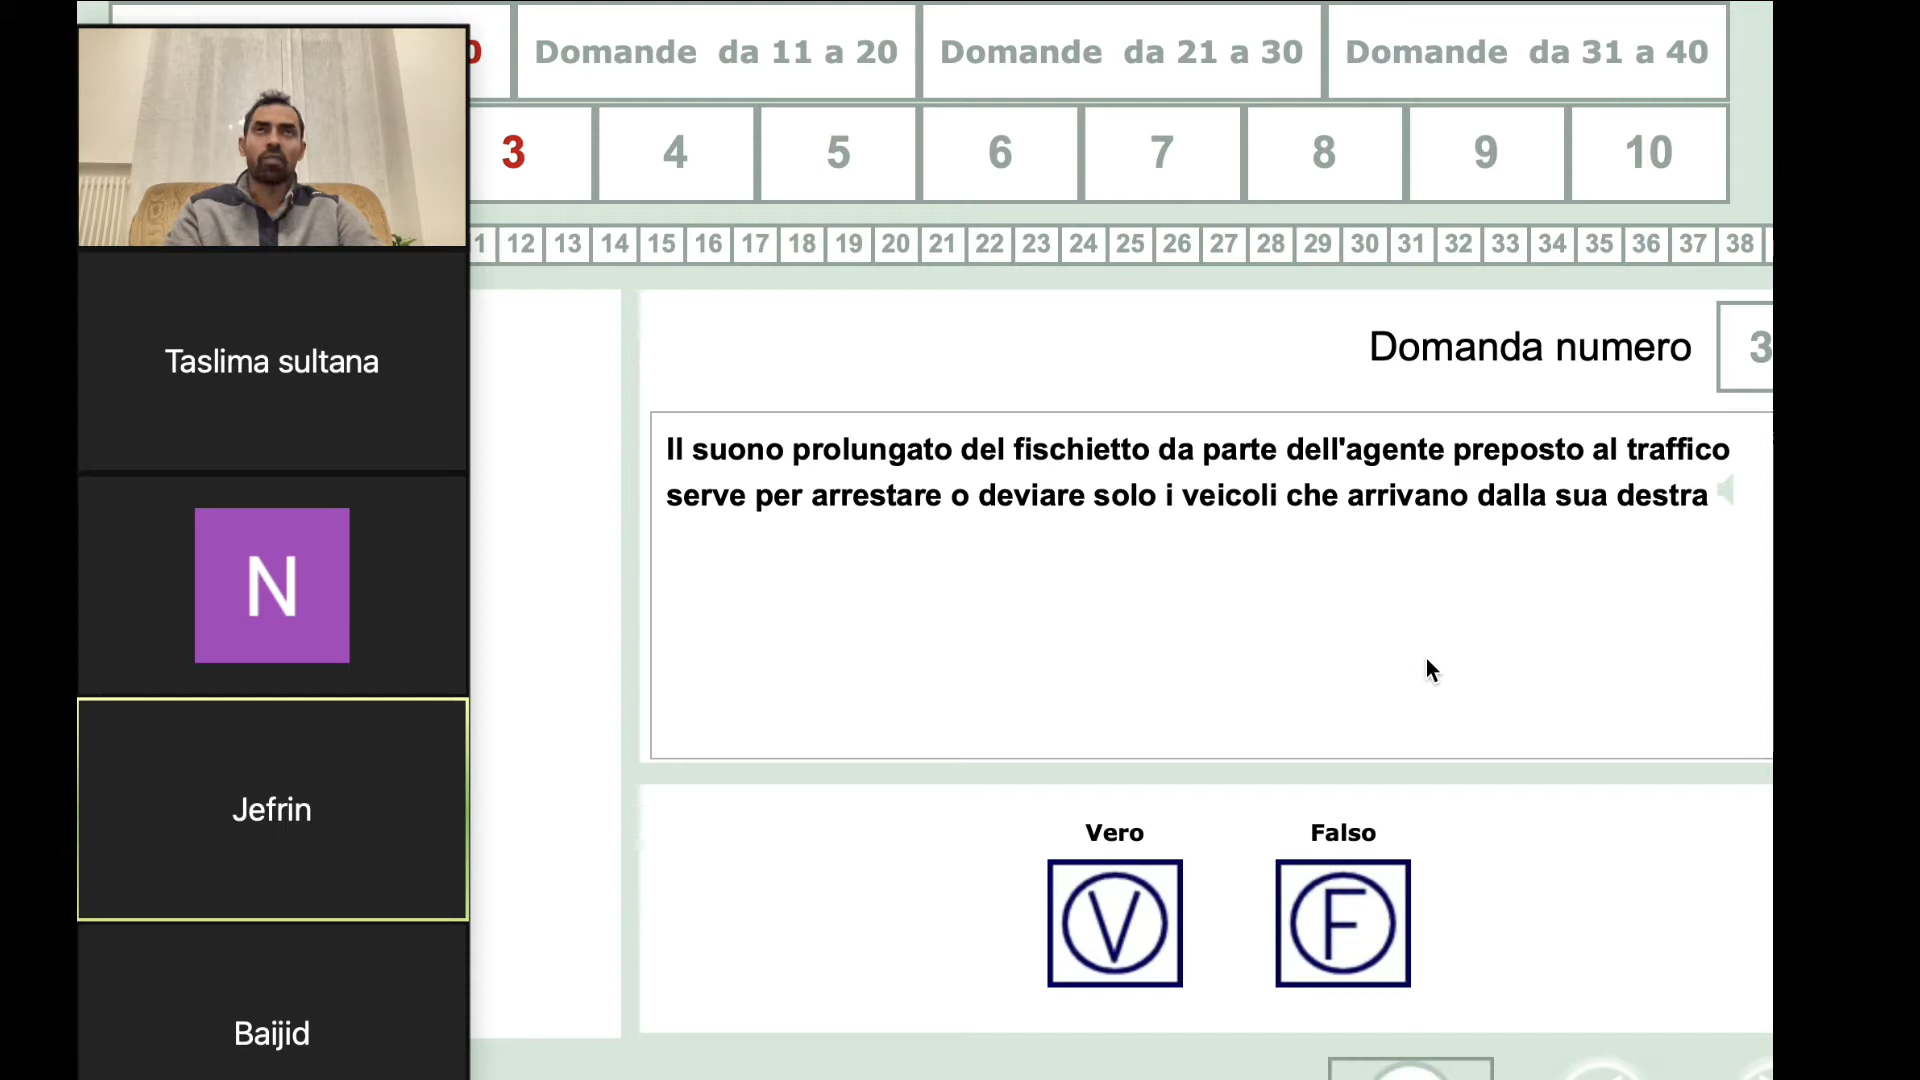 Domande da 11 a 20
Domande da 21 a 30
Domande da 31 a 40
3 4 5 6 7 8 9 10
1 12 13 14 15 16 17 18 19 20 21 22 23 24 25 26 27 28 29 30 31 32 33 34 35 36 37 38
Domanda numero 3
Il suono prolungato del fischietto da parte dell'agente preposto al traffico
serve per arrestare o deviare solo i veicoli che arrivano dalla sua destra
Vero Falso
V F
Taslima sultana
N
Jefrin
Baijid